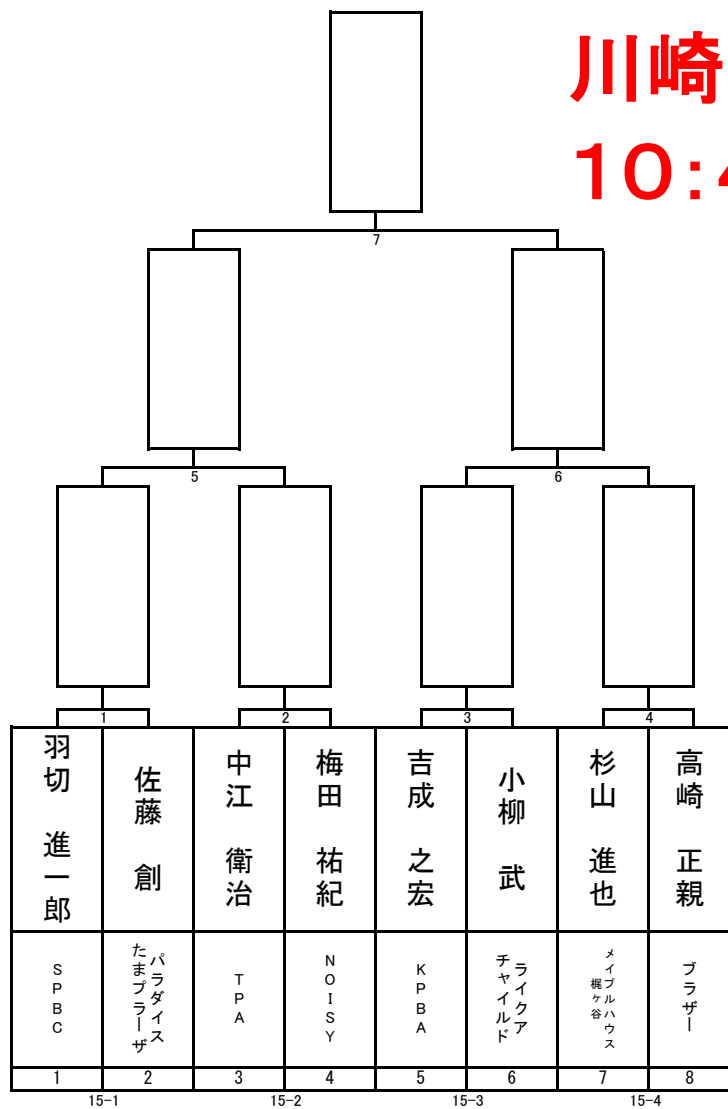 川崎
10:4
7
5
6
1
2
3
4
羽切 進一郎
佐藤 創
中江 衛治
梅田 祐紀
吉成 之宏
小柳 武
杉山 進也
高崎 正親
SPBC
パラダイス
たまプラーザ
TPA
NOISY
KPBA
ライクア
チャイルド
メイプルハウス
梶ヶ谷
ブラザー
1
2
3
4
5
6
7
8
15-1
15-2
15-3
15-4